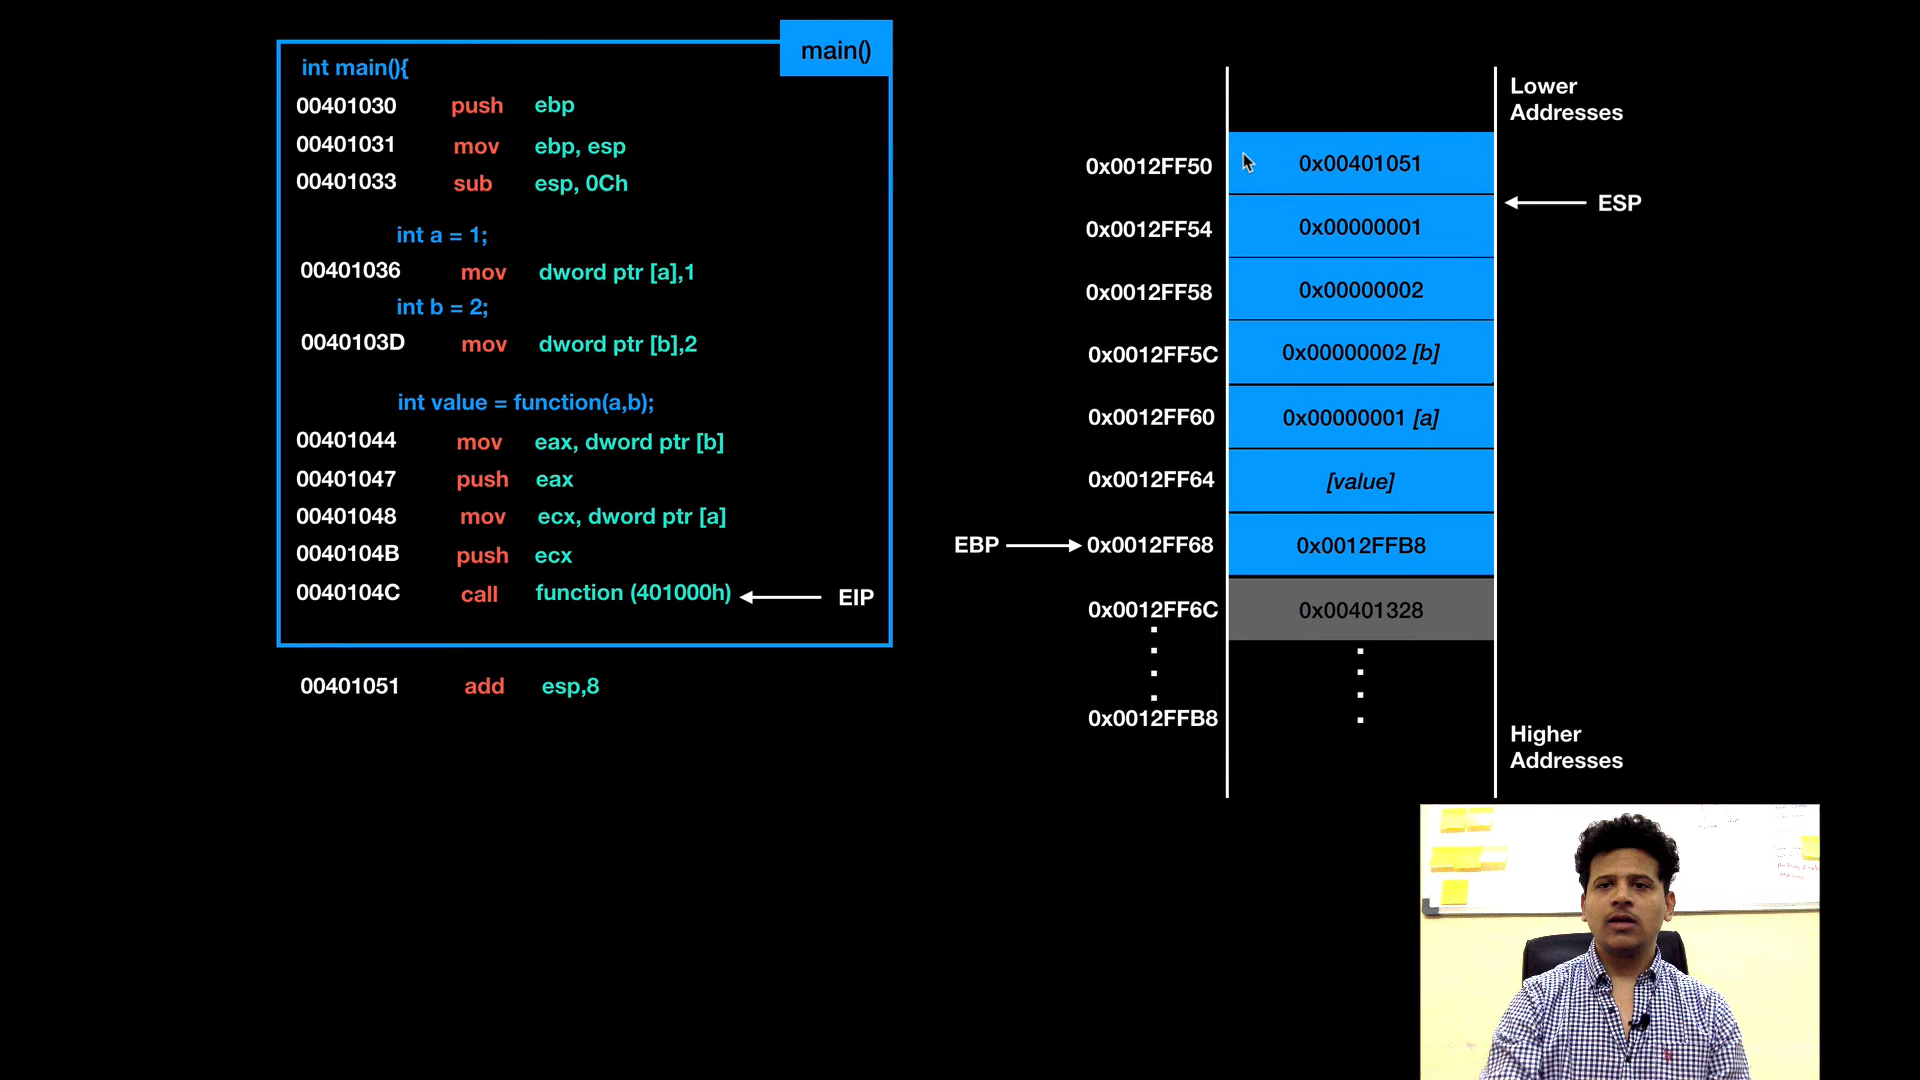 main()
int main(){
00401030 push ebp
00401031 mov ebp, esp
00401033 sub esp, 0Ch
int a = 1;
00401036 mov dword ptr [a],1
int b = 2;
0040103D mov dword ptr [b],2
int value = function(a,b);
00401044 mov eax, dword ptr [b]
00401047 push eax
00401048 mov ecx, dword ptr [a]
0040104B push ecx
0040104C call function (401000h) EIP
00401051 add esp,8
Lower
Addresses
0x0012FF50 0x00401051
ESP
0x0012FF54 0x00000001
0x0012FF58 0x00000002
0x0012FF5C 0x00000002 [b]
0x0012FF60 0x00000001 [a]
0x0012FF64 [value]
EBP 0x0012FF68 0x0012FFB8
0x0012FF6C 0x00401328
0x0012FFB8
Higher
Addresses